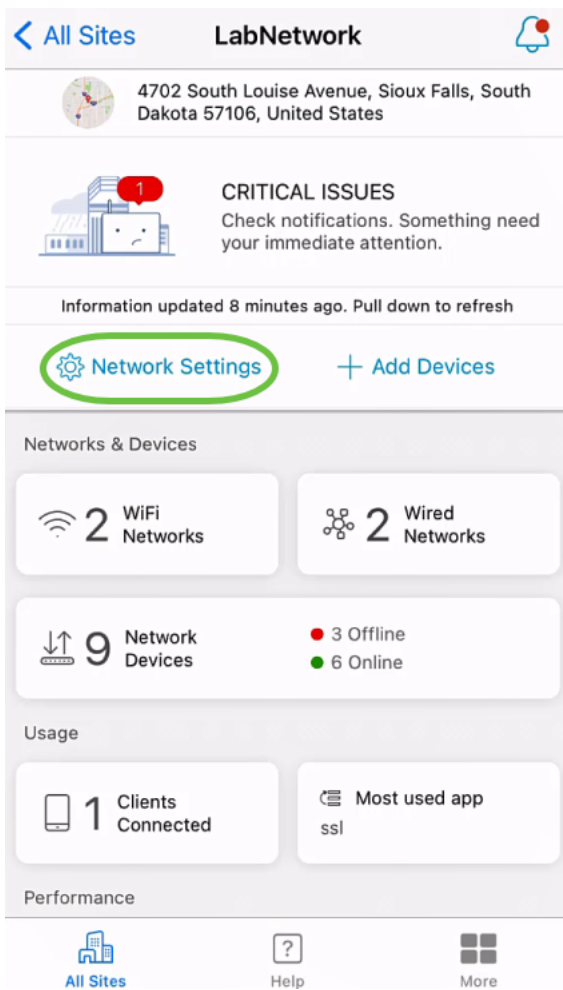 All Sites
LabNetwork
4702 South Louise Avenue, Sioux Falls, South
Dakota 57106, United States
1
CRITICAL ISSUES
Check notifications. Something need
your immediate attention.
Information updated 8 minutes ago. Pull down to refresh
Network Settings
+ Add Devices
Networks & Devices
2 WiFi
Networks
2 Wired
Networks
9 Network
Devices
3 Offline
6 Online
Usage
1 Clients
Connected
Most used app
ssl
Performance
All Sites
? Help
More